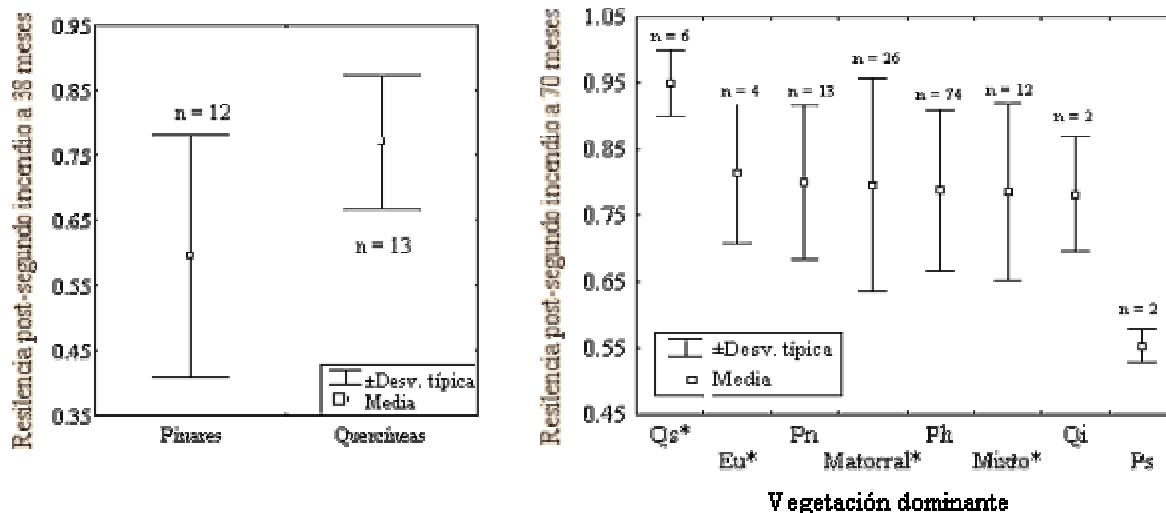 Resilencia post-segundo incendio a 38 meses
0.95
0.85
0.75
0.65
0.55
0.45
0.35
n = 12
n = 13
±Desv. típica
Media
Pinares
Quercíneas
Resilencia post-segundo incendio a 70 meses
1.05
0.95
0.85
0.75
0.65
0.55
0.45
n = 6
n = 4
n = 13
n = 26
n = 74
n = 12
n = 2
n = 2
±Desv. típica
Media
Qs*
Eu*
Pn
Matorral*
Ph
Mixto*
Qi
Ps
Vegetación dominante